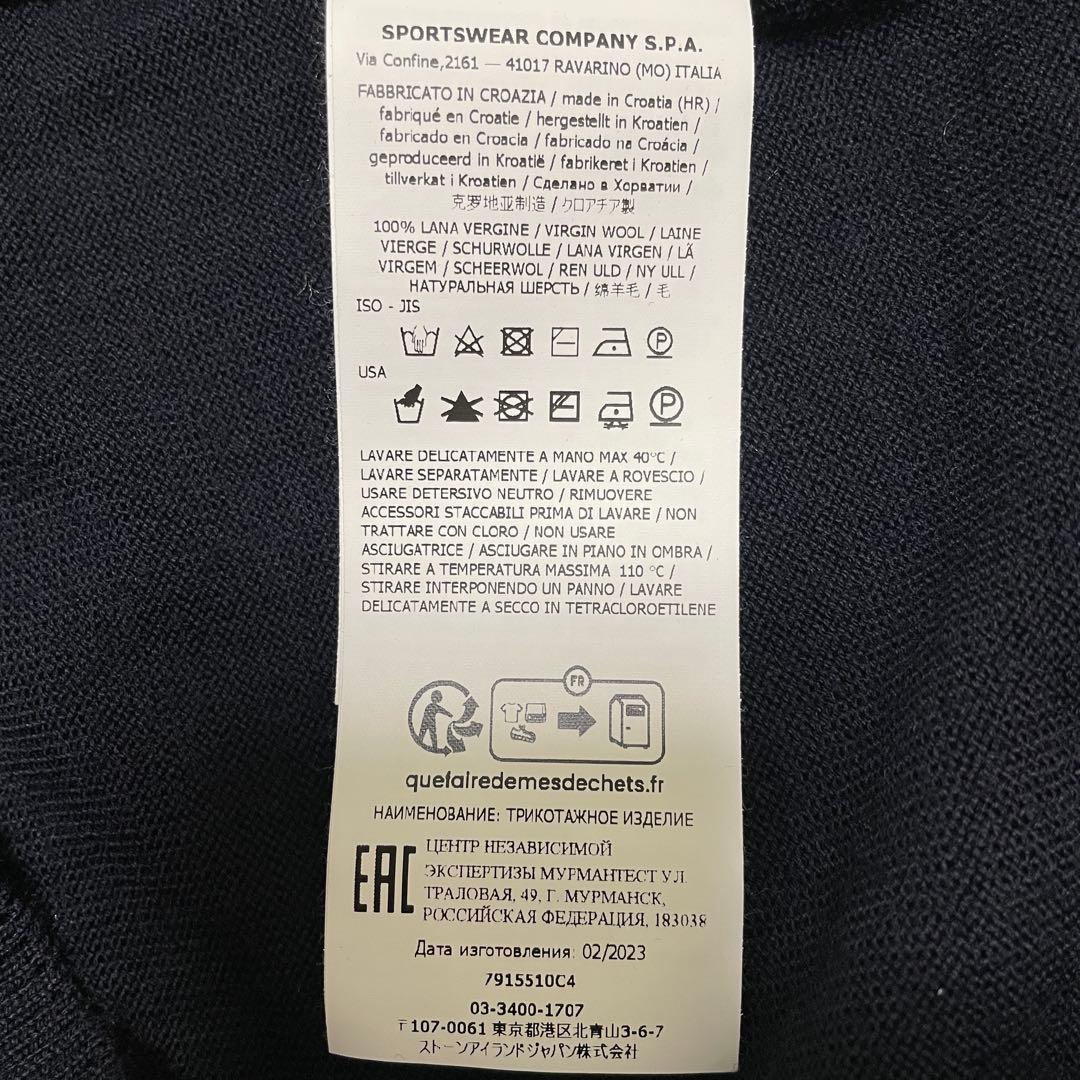 SPORTSWEAR COMPANY S.P.A.
Via Confine,2161 — 41017 RAVARINO (MO) ITALIA
FABBRICATO IN CROAZIA / made in Croatia (HR) /
fabriqué en Croatie / hergestellt in Kroatien /
fabricado en Croacia / fabricado na Croácia /
geproduceerd in Kroatië / fabrikeret i Kroatien /
tillverkat i Kroatien / Сделано в Хорватии /
克罗地亚制造 / クロアチア製
100% LANA VERGINE / VIRGIN WOOL / LAINE
VIERGE / SCHURWOLLE / LANA VIRGEN / LÃ
VIRGEM / SCHEERWOL / REN ULD / NY ULL /
НАТУРАЛЬНАЯ ШЕРСТЬ / 绵羊毛 / 毛
ISO - JIS
P
USA
P
LAVARE DELICATAMENTE A MANO MAX 40°C /
LAVARE SEPARATAMENTE / LAVARE A ROVESCIO /
USARE DETERSIVO NEUTRO / RIMUOVERE
ACCESSORI STACCABILI PRIMA DI LAVARE / NON
TRATTARE CON CLORO / NON USARE
ASCIUGATRICE / ASCIUGARE IN PIANO IN OMBRA /
STIRARE A TEMPERATURA MASSIMA 110 °C /
STIRARE INTERPONENDO UN PANNO / LAVARE
DELICATAMENTE A SECCO IN TETRACLOROETILENE
FR
quefairedemesdechets.fr
НАИМЕНОВАНИЕ: ТРИКОТАЖНОЕ ИЗДЕЛИЕ
EAC
ЦЕНТР НЕЗАВИСИМОЙ
ЭКСПЕРТИЗЫ МУРМАНТЕСТ УЛ.
ТРАЛОВАЯ, 49, Г. МУРМАНСК,
РОССИЙСКАЯ ФЕДЕРАЦИЯ, 183038
Дата изготовления: 02/2023
7915510C4
03-3400-1707
〒107-0061 東京都港区北青山3-6-7
ストーンアイランドジャパン株式会社